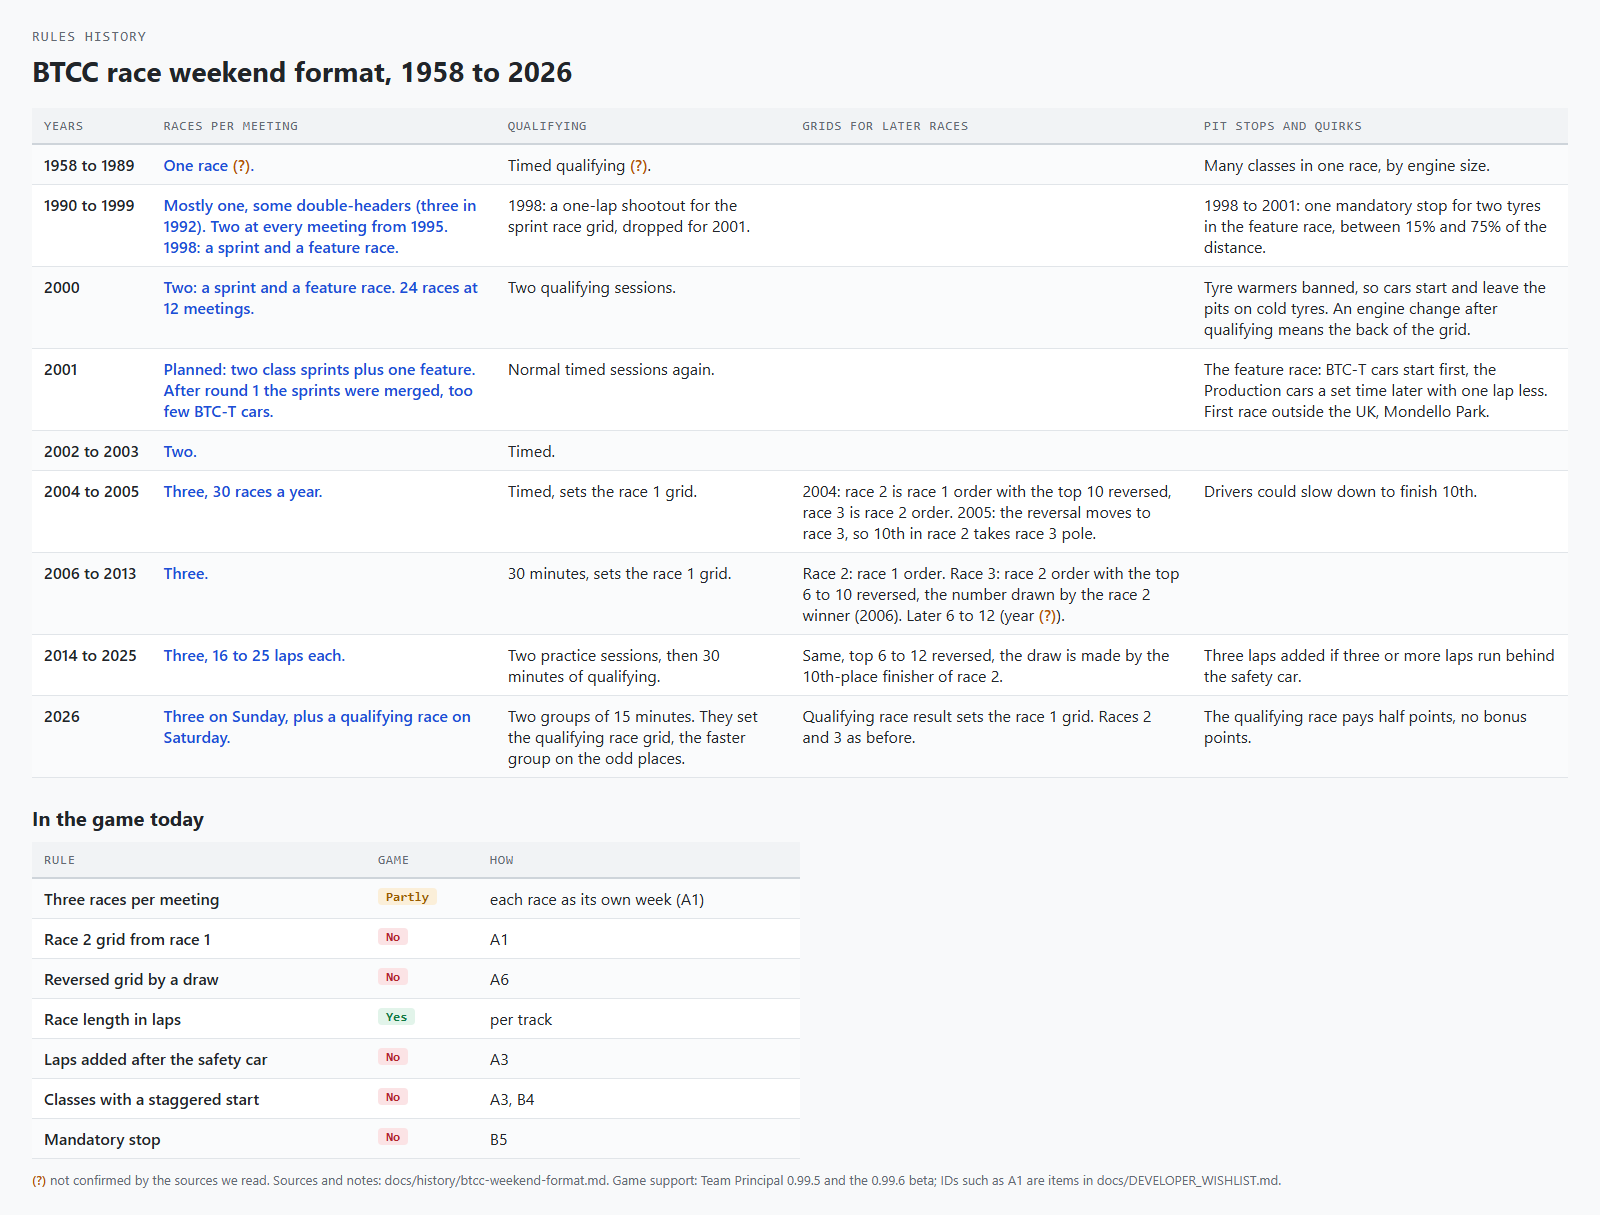 RULES HISTORY
BTCC race weekend format, 1958 to 2026
YEARS RACES PER MEETING QUALIFYING GRIDS FOR LATER RACES PIT STOPS AND QUIRKS
1958 to 1989 One race (?). Timed qualifying (?). Many classes in one race, by engine size.
1990 to 1999 Mostly one, some double-headers (three in 1998: a one-lap shootout for the 1998 to 2001: one mandatory stop for two tyres
1992). Two at every meeting from 1995. sprint race grid, dropped for 2001. in the feature race, between 15% and 75% of the
1998: a sprint and a feature race. distance.
2000 Two: a sprint and a feature race. 24 races at Two qualifying sessions. Tyre warmers banned, so cars start and leave the
12 meetings. pits on cold tyres. An engine change after
qualifying means the back of the grid.
2001 Planned: two class sprints plus one feature. Normal timed sessions again. The feature race: BTC-T cars start first, the
After round 1 the sprints were merged, too Production cars a set time later with one lap less.
few BTC-T cars. First race outside the UK, Mondello Park.
2002 to 2003 Two. Timed.
2004 to 2005 Three, 30 races a year. Timed, sets the race 1 grid. 2004: race 2 is race 1 order with the top 10 reversed, Drivers could slow down to finish 10th.
race 3 is race 2 order. 2005: the reversal moves to
race 3, so 10th in race 2 takes race 3 pole.
2006 to 2013 Three. 30 minutes, sets the race 1 grid. Race 2: race 1 order. Race 3: race 2 order with the top
6 to 10 reversed, the number drawn by the race 2
winner (2006). Later 6 to 12 (year (?)).
2014 to 2025 Three, 16 to 25 laps each. Two practice sessions, then 30 Same, top 6 to 12 reversed, the draw is made by the Three laps added if three or more laps run behind
minutes of qualifying. 10th-place finisher of race 2. the safety car.
2026 Three on Sunday, plus a qualifying race on Two groups of 15 minutes. They set Qualifying race result sets the race 1 grid. Races 2 The qualifying race pays half points, no bonus
Saturday. the qualifying race grid, the faster and 3 as before. points.
group on the odd places.
In the game today
RULE GAME HOW
Three races per meeting Partly each race as its own week (A1)
Race 2 grid from race 1 No A1
Reversed grid by a draw No A6
Race length in laps Yes per track
Laps added after the safety car No A3
Classes with a staggered start No A3, B4
Mandatory stop No B5
(?) not confirmed by the sources we read. Sources and notes: docs/history/btcc-weekend-format.md. Game support: Team Principal 0.99.5 and the 0.99.6 beta; IDs such as A1 are items in docs/DEVELOPER_WISHLIST.md.